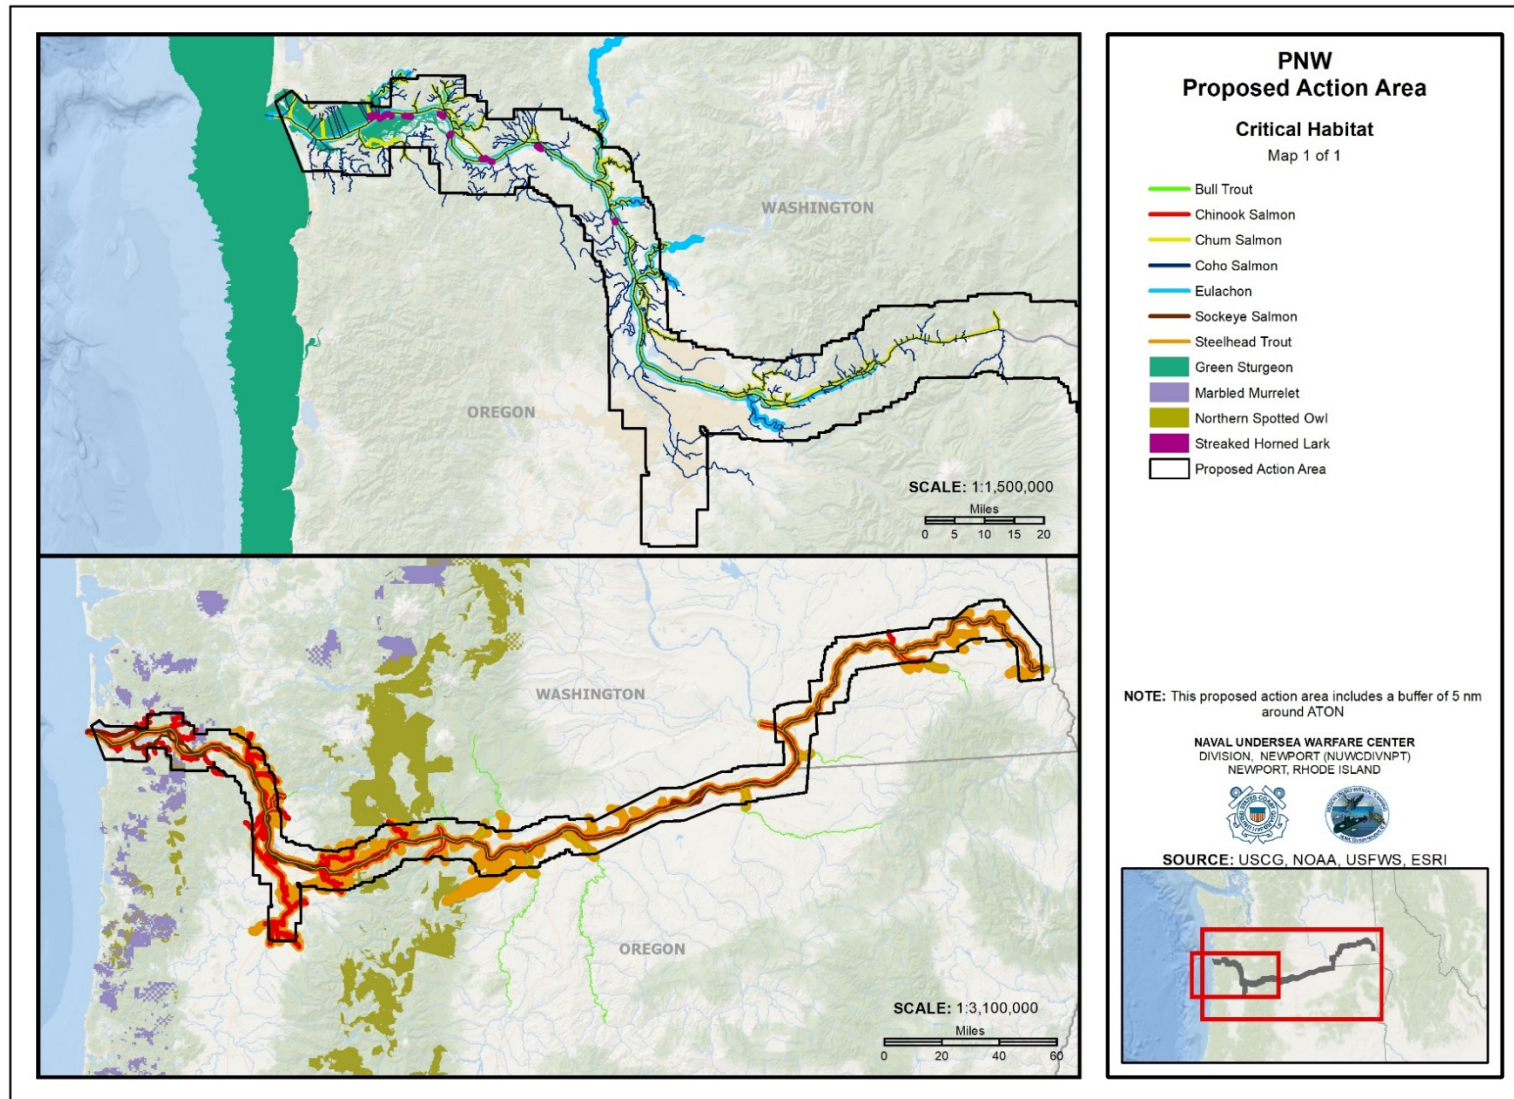 WASHINGTON
OREGON
SCALE: 1:1,500,000
Miles
0 5 10 15 20
WASHINGTON
OREGON
SCALE: 1:3,100,000
Miles
0 20 40 60
PNW
Proposed Action Area
Critical Habitat
Map 1 of 1
Bull Trout
Chinook Salmon
Chum Salmon
Coho Salmon
Eulachon
Sockeye Salmon
Steelhead Trout
Green Sturgeon
Marbled Murrelet
Northern Spotted Owl
Streaked Horned Lark
Proposed Action Area
NOTE: This proposed action area includes a buffer of 5 nm
around ATON
NAVAL UNDERSEA WARFARE CENTER
DIVISION, NEWPORT (NUWCDIVNPT)
NEWPORT, RHODE ISLAND
SOURCE: USCG, NOAA, USFWS, ESRI